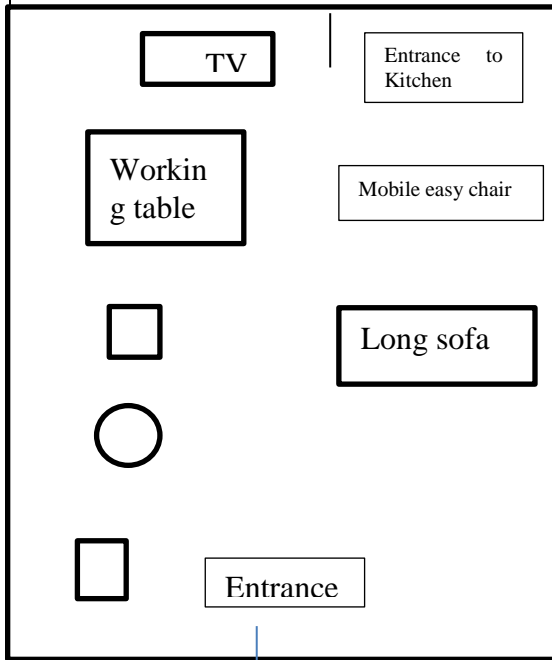 TV
Entrance to
Kitchen
Workin
g table
Mobile easy chair
Long sofa
Entrance